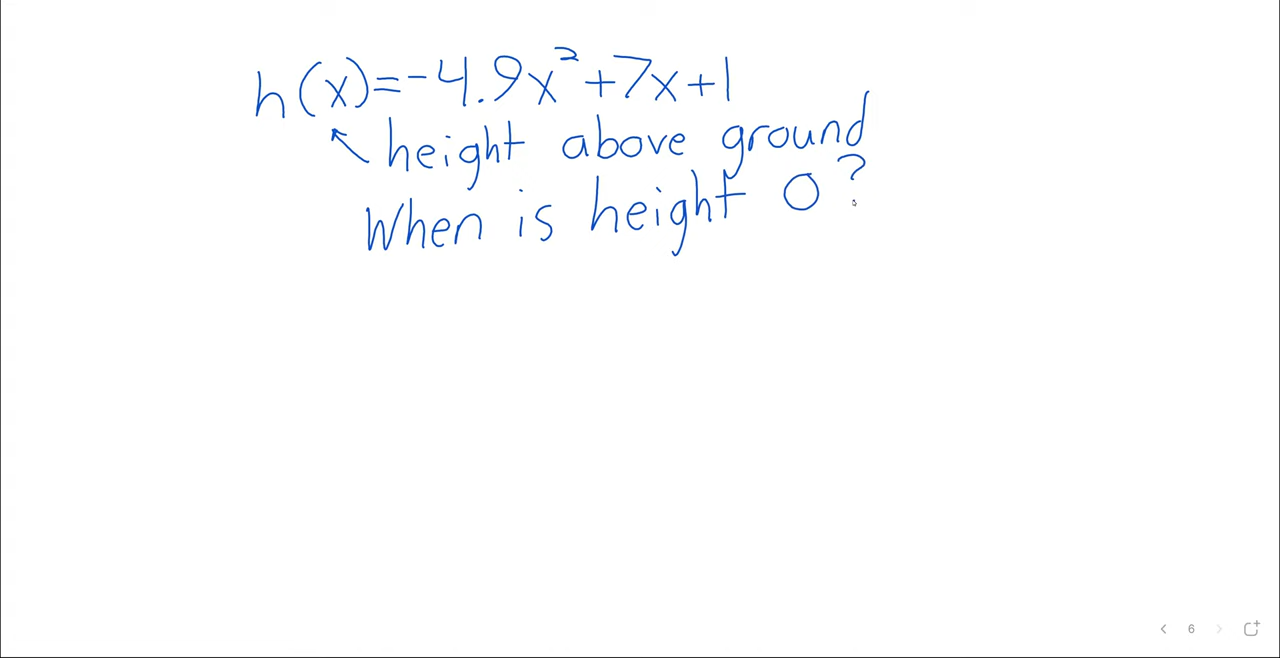 h(x)=-4.9x²+7x+1
height above ground
When is height 0?
6